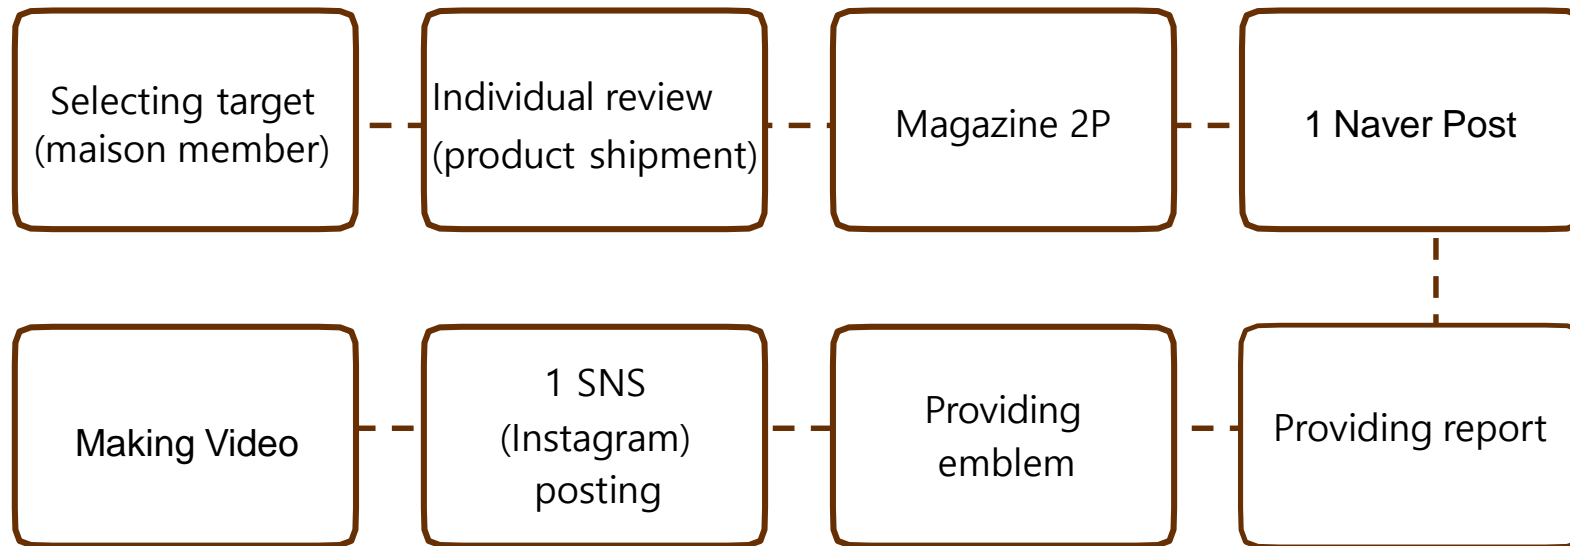 Selecting target
(maison member)
Individual review
(product shipment)
Magazine 2P
1 Naver Post
Making Video
1 SNS
(Instagram)
posting
Providing
emblem
Providing report